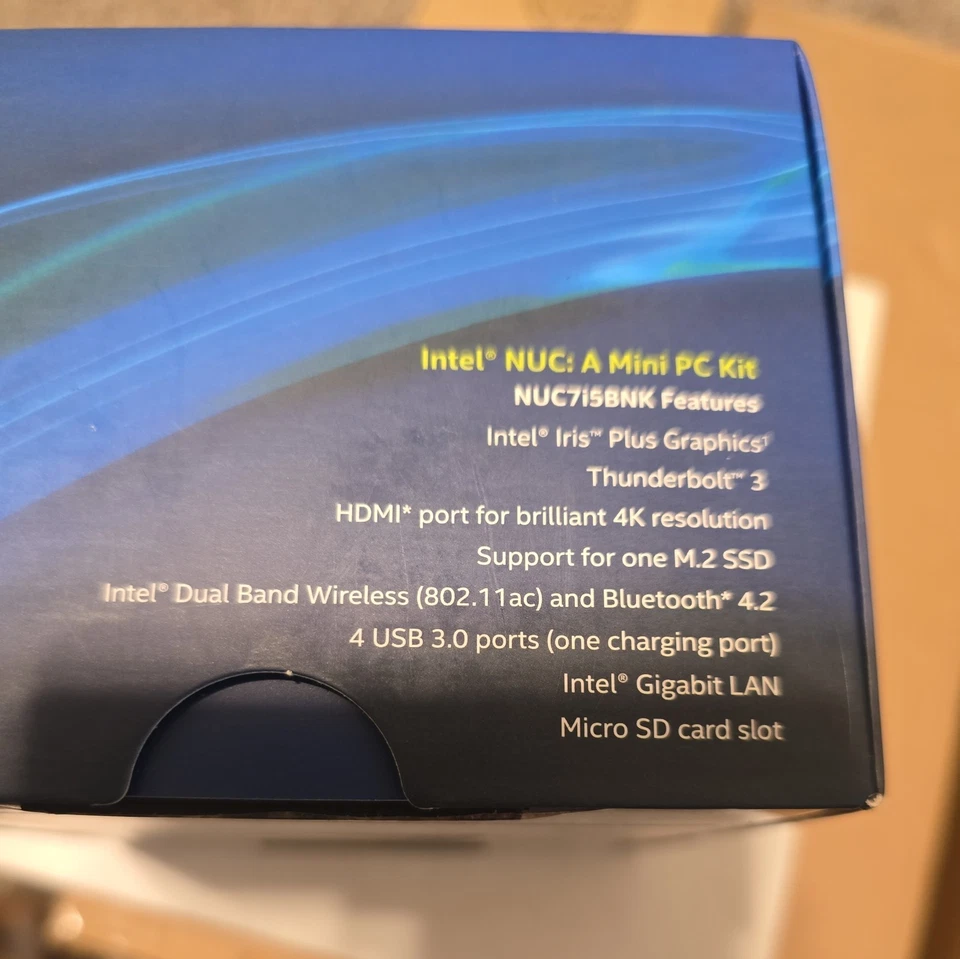 Intel® NUC: A Mini PC Kit
NUC7i5BNK Features
Intel® Iris™ Plus Graphics¹
Thunderbolt™ 3
HDMI* port for brilliant 4K resolution
Support for one M.2 SSD
Intel® Dual Band Wireless (802.11ac) and Bluetooth* 4.2
4 USB 3.0 ports (one charging port)
Intel® Gigabit LAN
Micro SD card slot